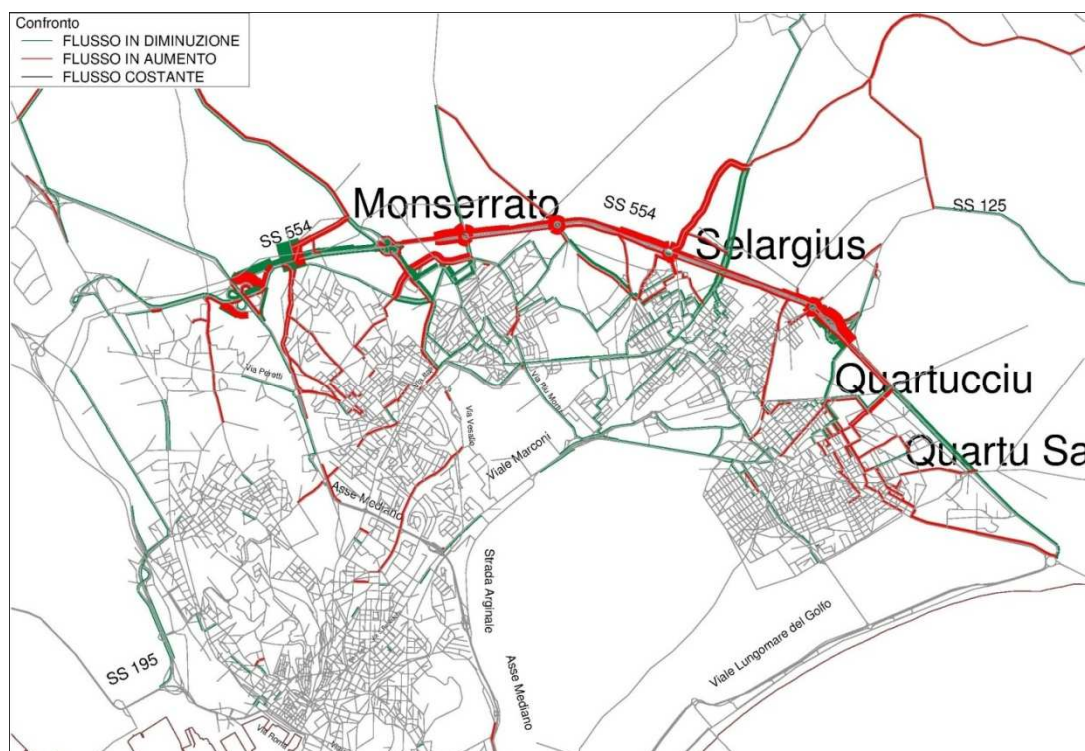 Confronto
FLUSSO IN DIMINUZIONE
FLUSSO IN AUMENTO
FLUSSO COSTANTE
Monserrato
SS 554
SS 554
SS 125
Selargius
Quartucciu
Quartu Sa
Via Peretti
Via Vesalio
Viale Marconi
Asse Mediano
Strada Arginale
Asse Mediano
Viale Lungomare del Golfo
SS 195
Via Roma